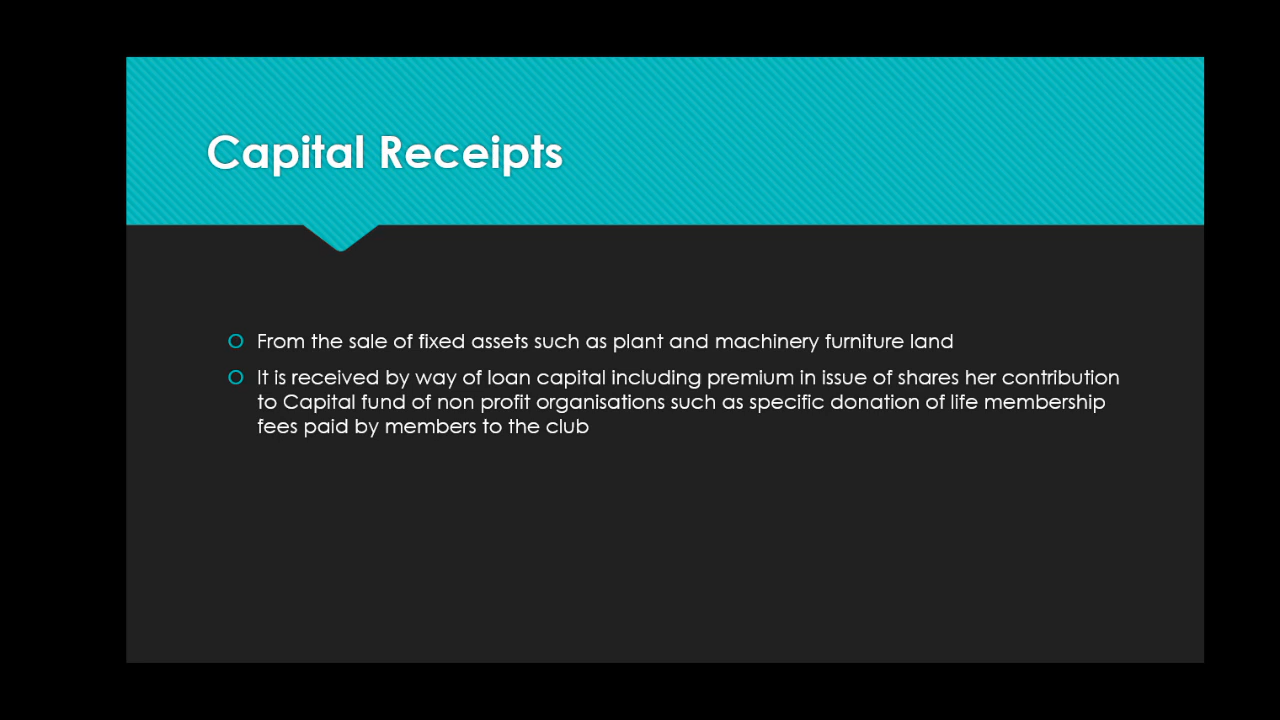 Capital Receipts
O From the sale of fixed assets such as plant and machinery furniture land
O It is received by way of loan capital including premium in issue of shares her contribution
to Capital fund of non profit organisations such as specific donation of life membership
fees paid by members to the club